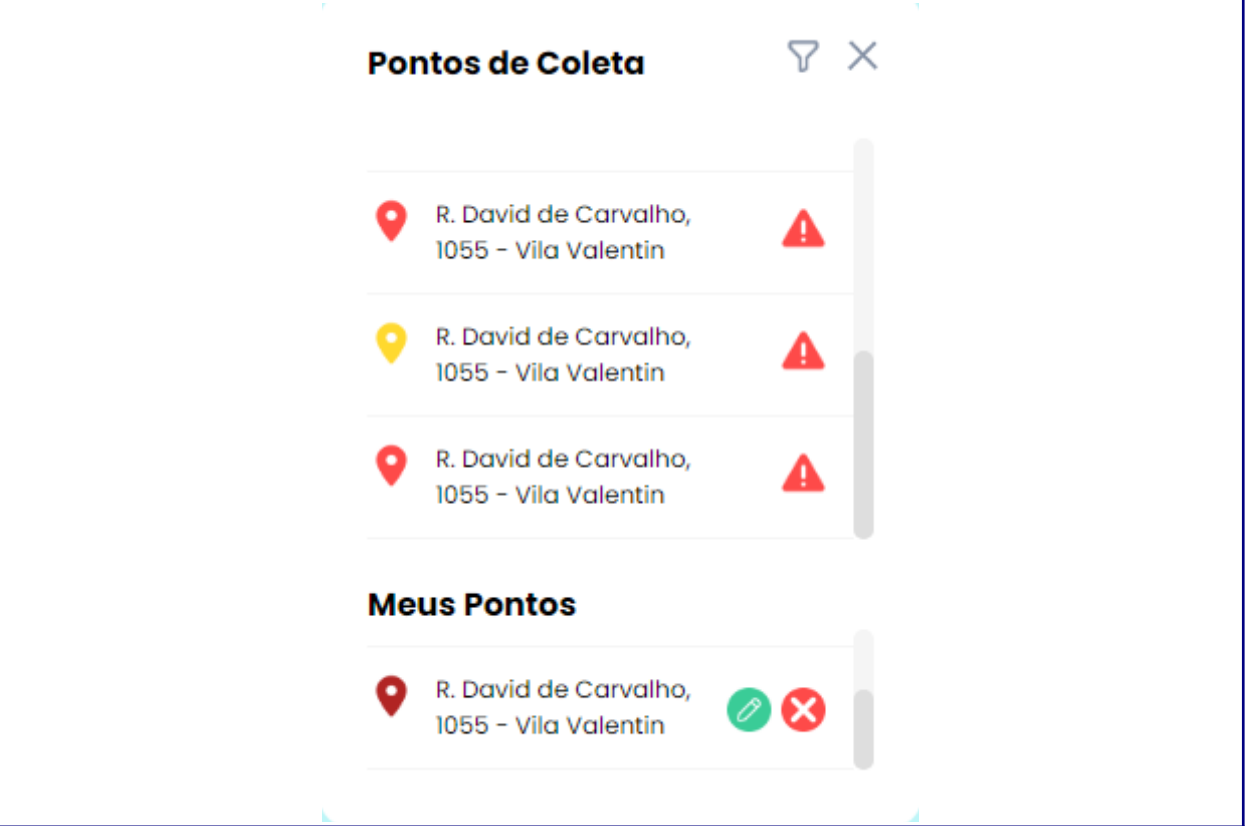 Pontos de Coleta
R. David de Carvalho,
1055 - Vila Valentin
R. David de Carvalho,
1055 - Vila Valentin
R. David de Carvalho,
1055 - Vila Valentin
Meus Pontos
R. David de Carvalho,
1055 - Vila Valentin